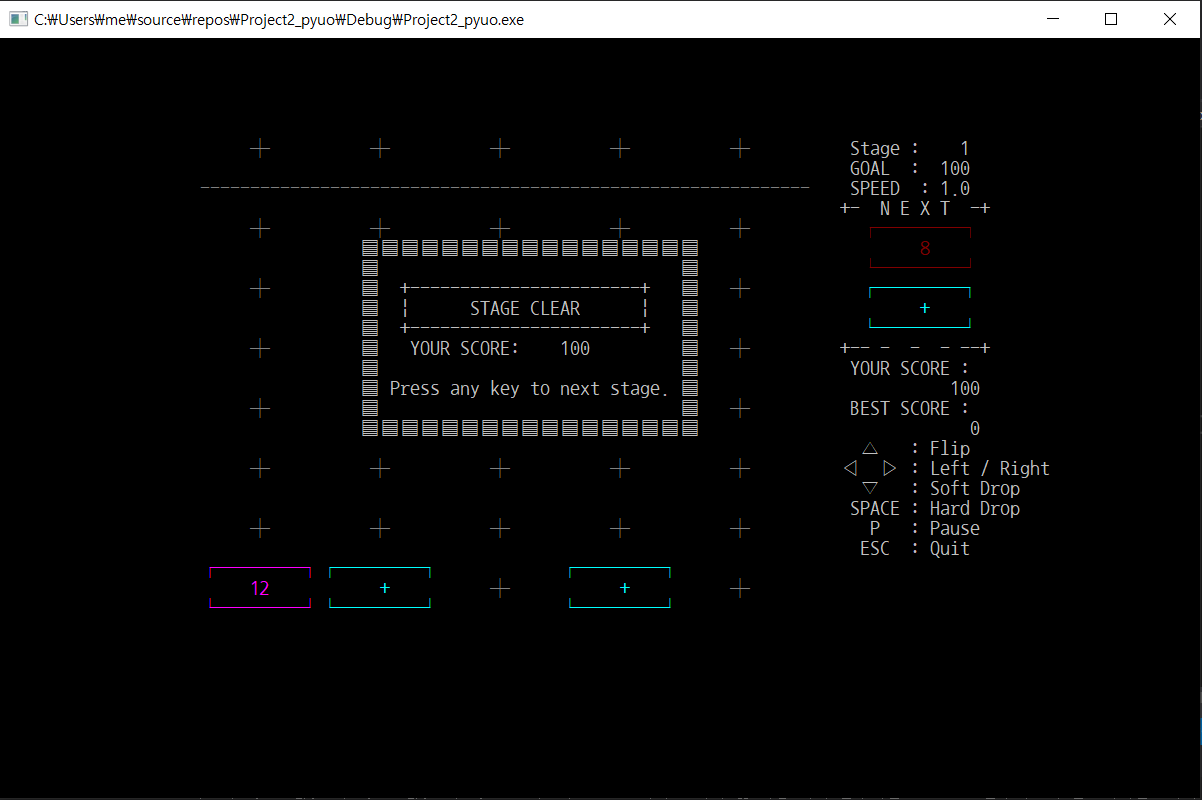 C:₩Users₩me₩source₩repos₩Project2_pyuo₩Debug₩Project2_pyuo.exe
Stage : 1
GOAL : 100
SPEED : 1.0
+- N E X T -+
8
+
+-- - - - --+
STAGE CLEAR
YOUR SCORE: 100
Press any key to next stage.
YOUR SCORE :
100
BEST SCORE :
0
△ : Flip
◁ ▷ : Left / Right
▽ : Soft Drop
SPACE : Hard Drop
P : Pause
ESC : Quit
12 + +